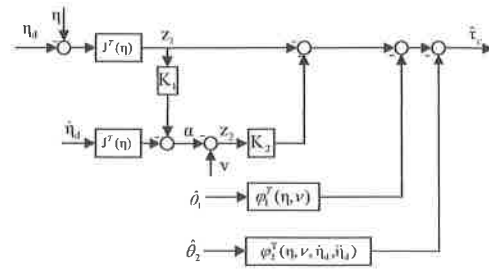 η
η_d
J^T(η)
z_1
τ̂_c
K_1
η̇_d
J^T(η)
α
z_2
K_2
v
θ̂_1
φ_1^T(η,ν)
θ̂_2
φ_2^T(η,ν,η̇_d,η̈_d)